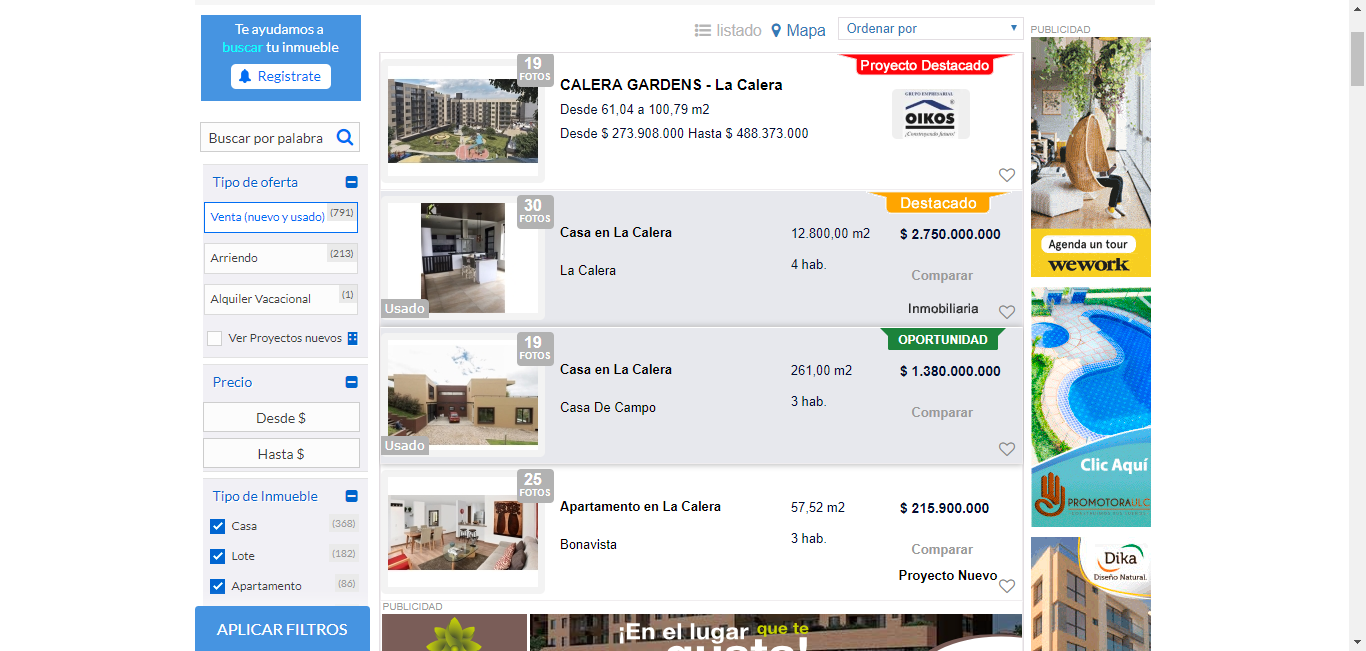 Te ayudamos a
buscar tu inmueble
Registrate
Buscar por palabra
Tipo de oferta
Venta (nuevo y usado) (791)
Arriendo (213)
Alquiler Vacacional (1)
Ver Proyectos nuevos
Precio
Desde $
Hasta $
Tipo de Inmueble
Casa (368)
Lote (182)
Apartamento (86)
APLICAR FILTROS
listado Mapa Ordenar por
19
FOTOS
Proyecto Destacado
CALERA GARDENS - La Calera
Desde 61,04 a 100,79 m2
Desde $ 273.908.000 Hasta $ 488.373.000
GRUPO EMPRESARIAL
OIKOS
¡Construyendo futuro!
30
FOTOS
Destacado
Casa en La Calera 12.800,00 m2 $ 2.750.000.000
La Calera 4 hab. Comparar
Usado Inmobiliaria
19
FOTOS
OPORTUNIDAD
Casa en La Calera 261,00 m2 $ 1.380.000.000
Casa De Campo 3 hab. Comparar
Usado
25
FOTOS
Apartamento en La Calera 57,52 m2 $ 215.900.000
Bonavista 3 hab. Comparar
Proyecto Nuevo
PUBLICIDAD
¡En el lugar que te
gusta!
PUBLICIDAD
Agenda un tour
wework
Clic Aquí
PROMOTORA
Dika
Diseño Natural.